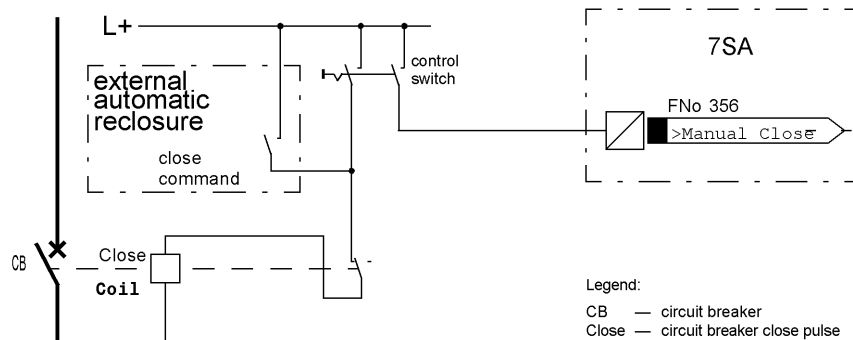 L+
control
switch
7SA
external
automatic
reclosure
FNo 356
>Manual Close
close
command
CB
Close
Coil
Legend:
CB — circuit breaker
Close — circuit breaker close pulse